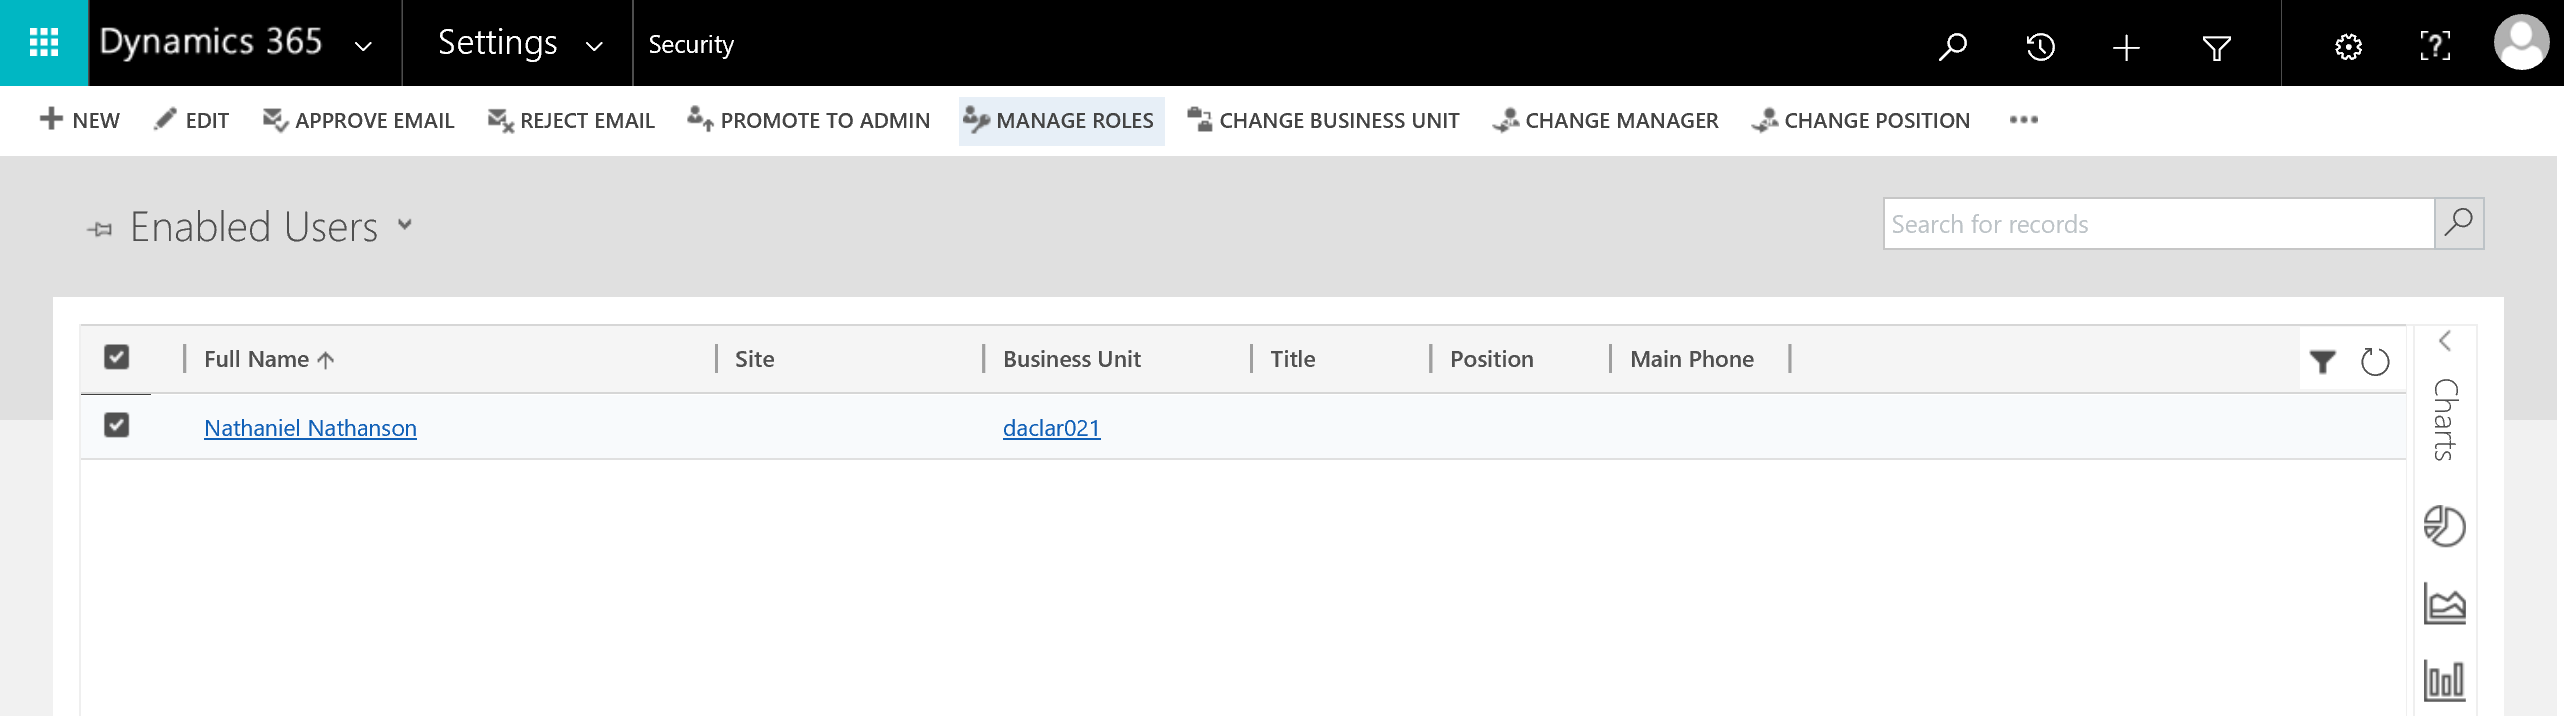 Dynamics 365 Settings Security
NEW EDIT APPROVE EMAIL REJECT EMAIL PROMOTE TO ADMIN MANAGE ROLES CHANGE BUSINESS UNIT CHANGE MANAGER CHANGE POSITION •••
Enabled Users
Search for records
Full Name Site Business Unit Title Position Main Phone
Nathaniel Nathanson daclar021
Charts